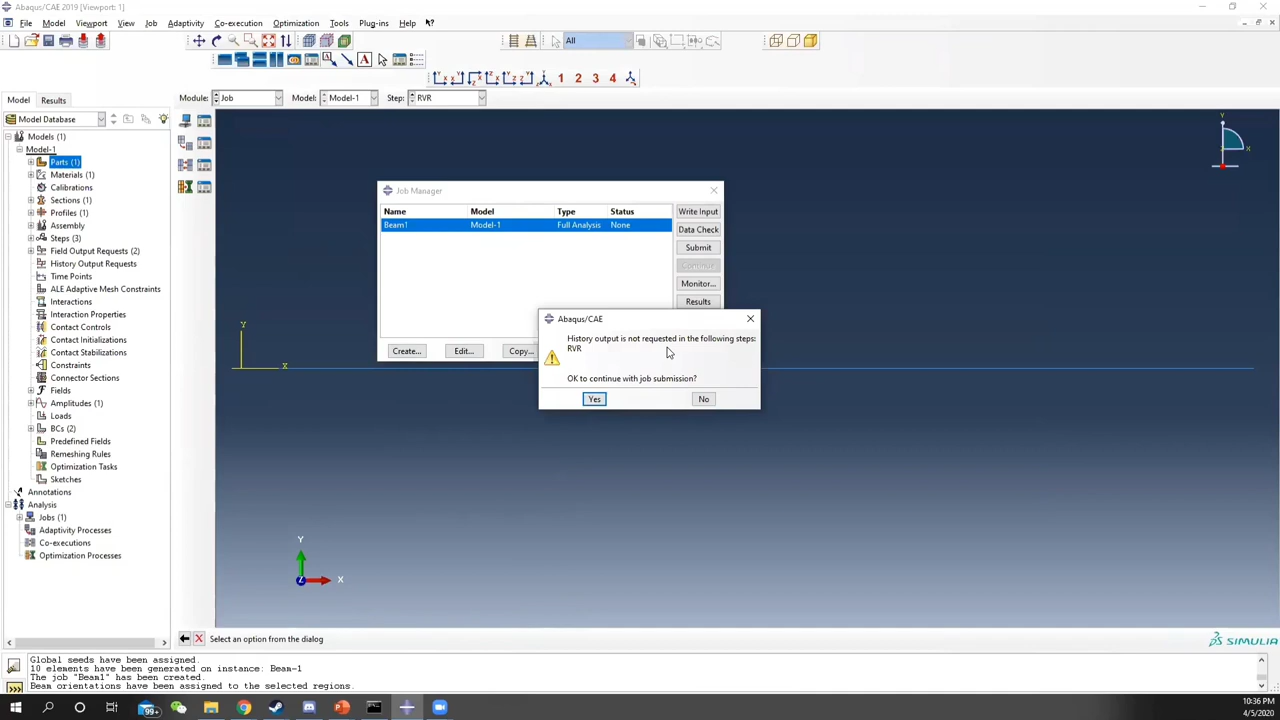 Abaqus/CAE 2019 [Viewport: 1]
File Model Viewport View Job Adaptivity Co-execution Optimization Tools Plug-ins Help
All
1 2 3 4
Model Results
Module: Job Model: Model-1 Step: RVR
Model Database
Models (1)
Model-1
Parts (1)
Materials (1)
Calibrations
Sections (1)
Profiles (1)
Assembly
Steps (3)
Field Output Requests (2)
History Output Requests
Time Points
ALE Adaptive Mesh Constraints
Interactions
Interaction Properties
Contact Controls
Contact Initializations
Contact Stabilizations
Constraints
Connector Sections
Fields
Amplitudes (1)
Loads
BCs (2)
Predefined Fields
Remeshing Rules
Optimization Tasks
Sketches
Annotations
Analysis
Jobs (1)
Adaptivity Processes
Co-executions
Optimization Processes
Job Manager
Name Model Type Status
Beam1 Model-1 Full Analysis None
Write Input
Data Check
Submit
Continue
Monitor...
Results
Create... Edit... Copy...
Abaqus/CAE
History output is not requested in the following steps:
RVR
OK to continue with job submission?
Yes No
Y
X
Y
X
Y
X
Z
Select an option from the dialog
SIMULIA
Global seeds have been assigned.
10 elements have been generated on instance: Beam-1
The job "Beam1" has been created.
Beam orientations have been assigned to the selected regions.
99+
10:36 PM
4/5/2020